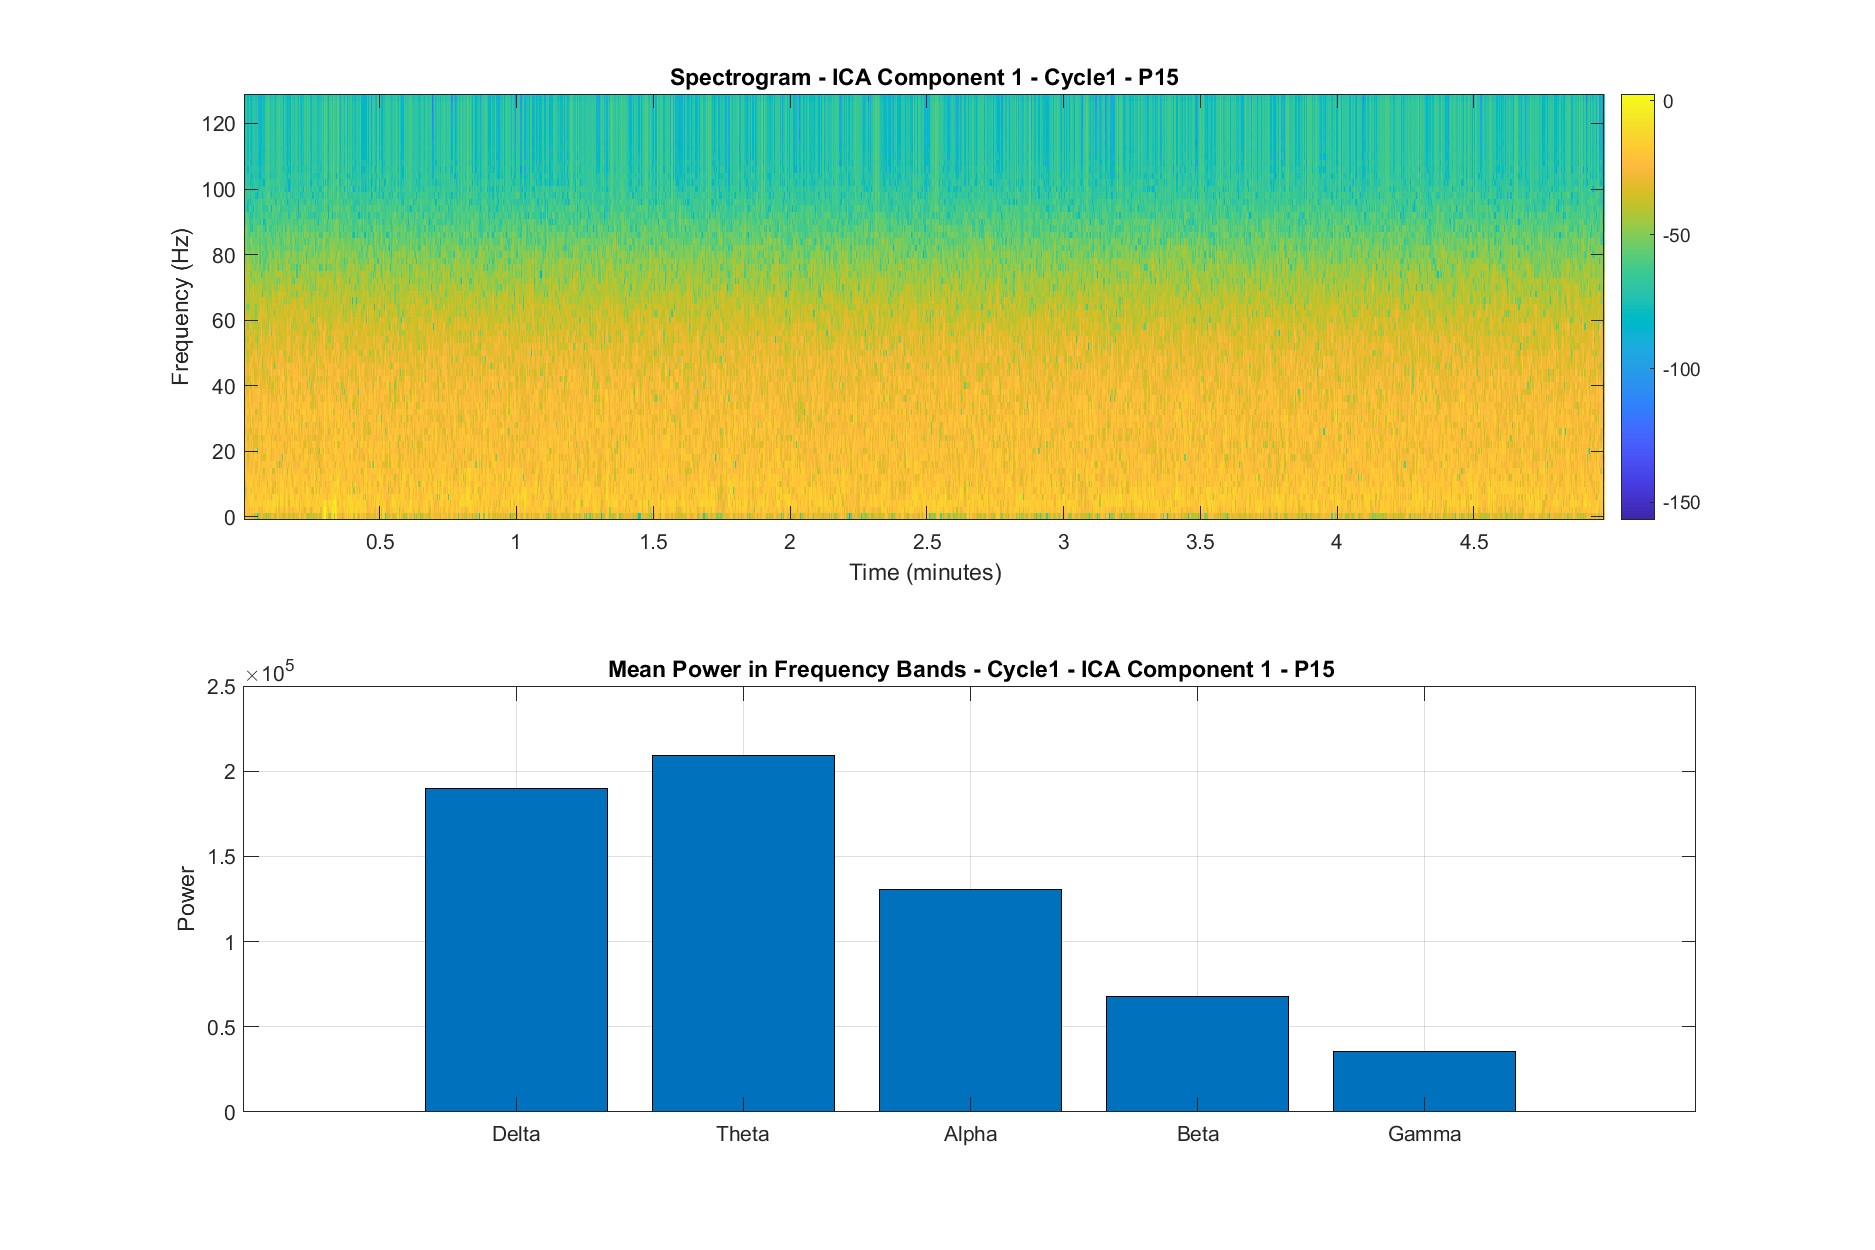 Spectrogram - ICA Component 1 - Cycle1 - P15
Frequency (Hz)
120
100
80
60
40
20
0
0.5 1 1.5 2 2.5 3 3.5 4 4.5
Time (minutes)
0
-50
-100
-150
Mean Power in Frequency Bands - Cycle1 - ICA Component 1 - P15
×10^5
Power
2.5
2
1.5
1
0.5
0
Delta Theta Alpha Beta Gamma